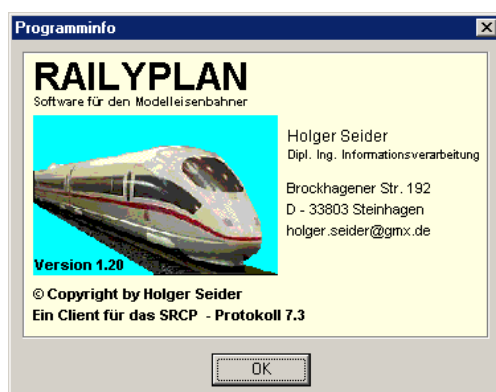 Programminfo
RAILYPLAN
Software für den Modelleisenbahner
Holger Seider
Dipl. Ing. Informationsverarbeitung
Brockhagener Str. 192
D - 33803 Steinhagen
holger.seider@gmx.de
Version 1.20
© Copyright by Holger Seider
Ein Client für das SRCP - Protokoll 7.3
OK